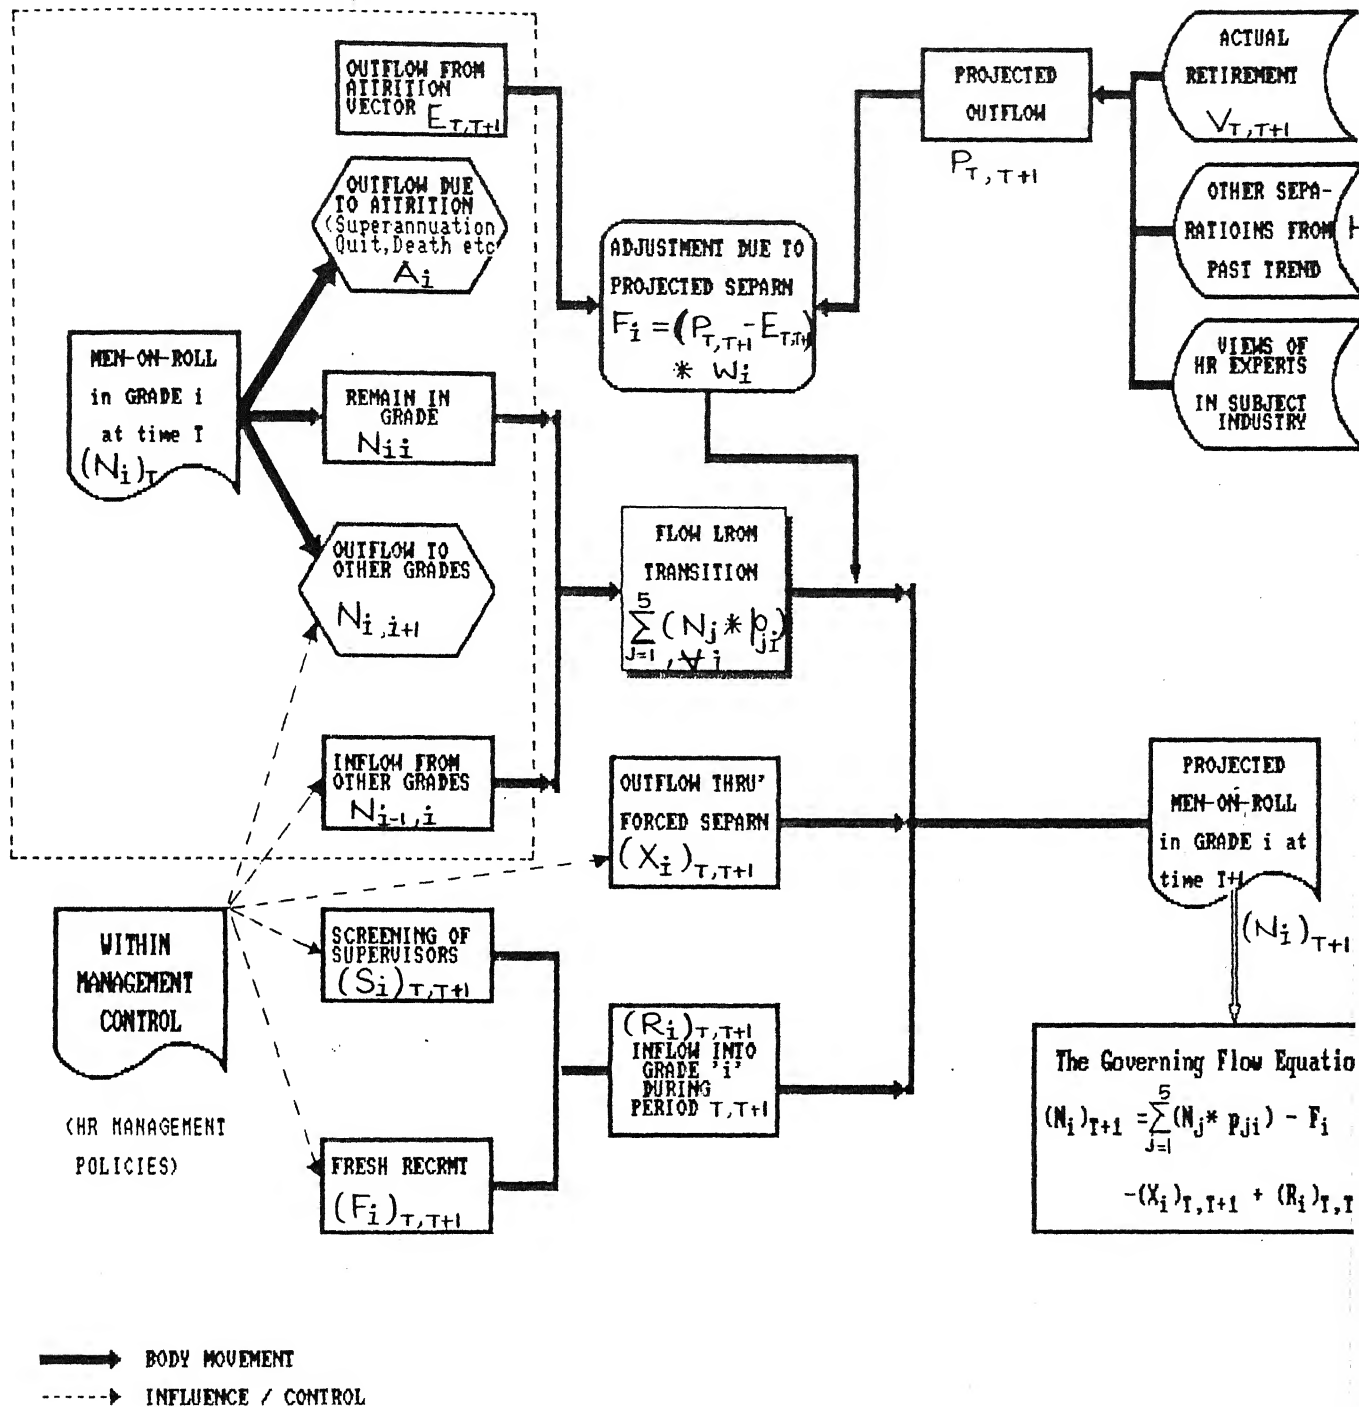 OUTFLOW FROM
ATTRITION
VECTOR E_T,T+1
OUTFLOW DUE
TO ATTRITION
(Superannuation
Quit,Death etc
A_i
MEN-ON-ROLL
in GRADE i
at time T
(N_i)_T
REMAIN IN
GRADE
N_ii
OUTFLOW TO
OTHER GRADES
N_i,i+1
INFLOW FROM
OTHER GRADES
N_i-1,i
WITHIN
MANAGEMENT
CONTROL
(HR MANAGEMENT
POLICIES)
SCREENING OF
SUPERVISORS
(S_i)_T,T+1
FRESH RECRMT
(F_i)_T,T+1
ADJUSTMENT DUE TO
PROJECTED SEPARN
F_i = (P_T,T+1 - E_T,T+1)
* W_i
FLOW LROM
TRANSITION
5
∑ (N_j * p_ji)
j=1 , ∀ i
OUTFLOW THRU'
FORCED SEPARN
(X_i)_T,T+1
(R_i)_T,T+1
INFLOW INTO
GRADE 'i'
DURING
PERIOD T,T+1
PROJECTED
OUTFLOW
P_T,T+1
ACTUAL
RETIREMENT
V_T,T+1
OTHER SEPA-
RATIOINS FROM
PAST TREND
VIEWS OF
HR EXPERTS
IN SUBJECT
INDUSTRY
PROJECTED
MEN-ON-ROLL
in GRADE i at
time T+1
(N_i)_T+1
The Governing Flow Equatio
5
(N_i)_T+1 = ∑ (N_j * p_ji) - F_i
j=1
-(X_i)_T,T+1 + (R_i)_T,T
BODY MOVEMENT
INFLUENCE / CONTROL